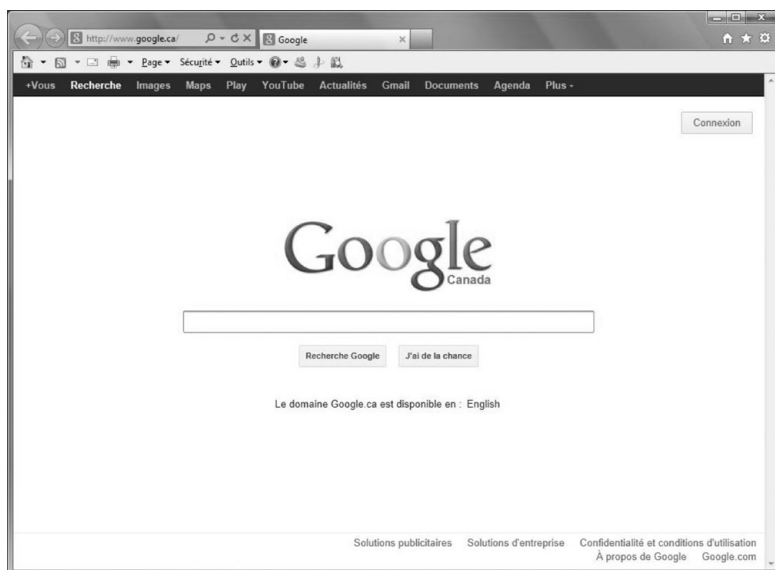 http://www.google.ca/ Google
Page Sécurité Outils
+Vous Recherche Images Maps Play YouTube Actualités Gmail Documents Agenda Plus
Connexion
Google
Canada
Recherche Google J'ai de la chance
Le domaine Google.ca est disponible en : English
Solutions publicitaires Solutions d'entreprise Confidentialité et conditions d'utilisation
À propos de Google Google.com